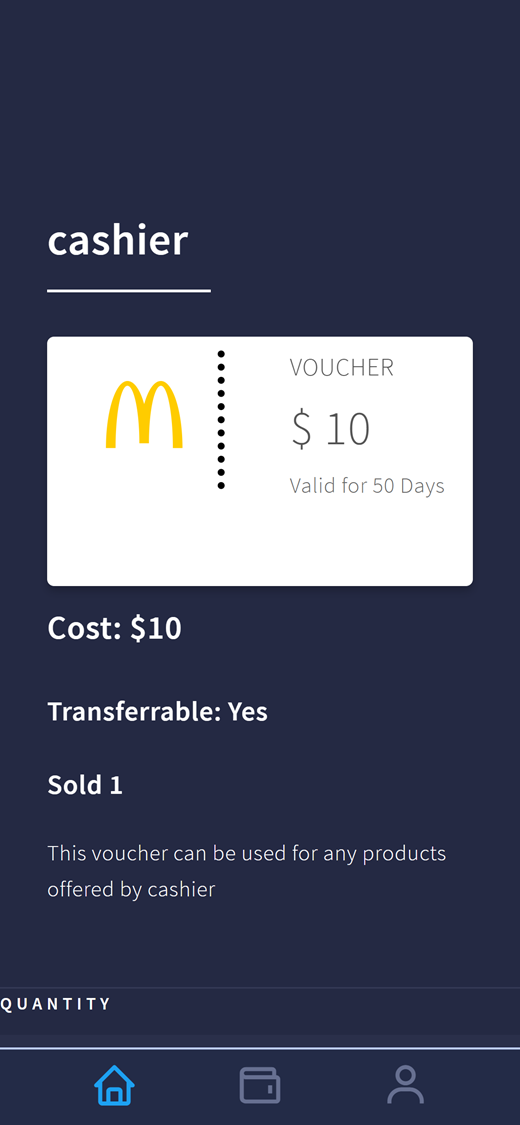 cashier
VOUCHER
$ 10
Valid for 50 Days
Cost: $10
Transferrable: Yes
Sold 1
This voucher can be used for any products
offered by cashier
QUANTITY